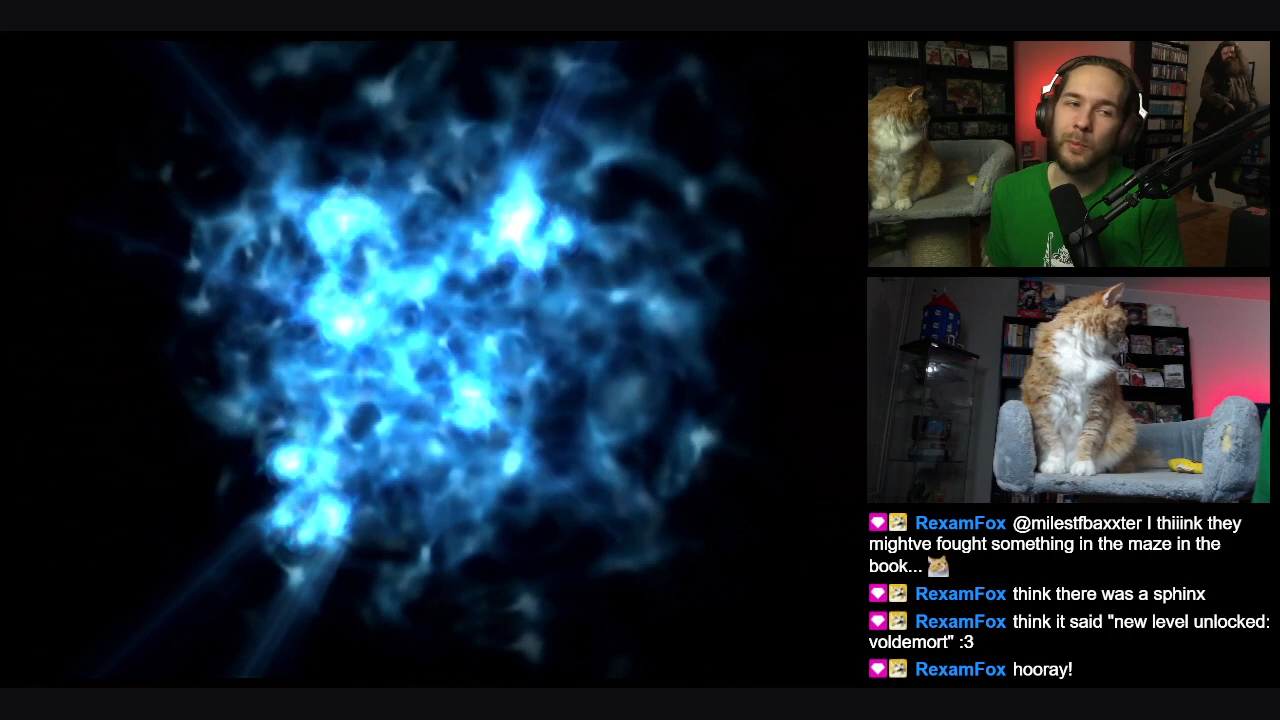 RexamFox @milestfbaxxter I thiiink they
mightve fought something in the maze in the
book...
RexamFox think there was a sphinx
RexamFox think it said "new level unlocked:
voldemort" :3
RexamFox hooray!